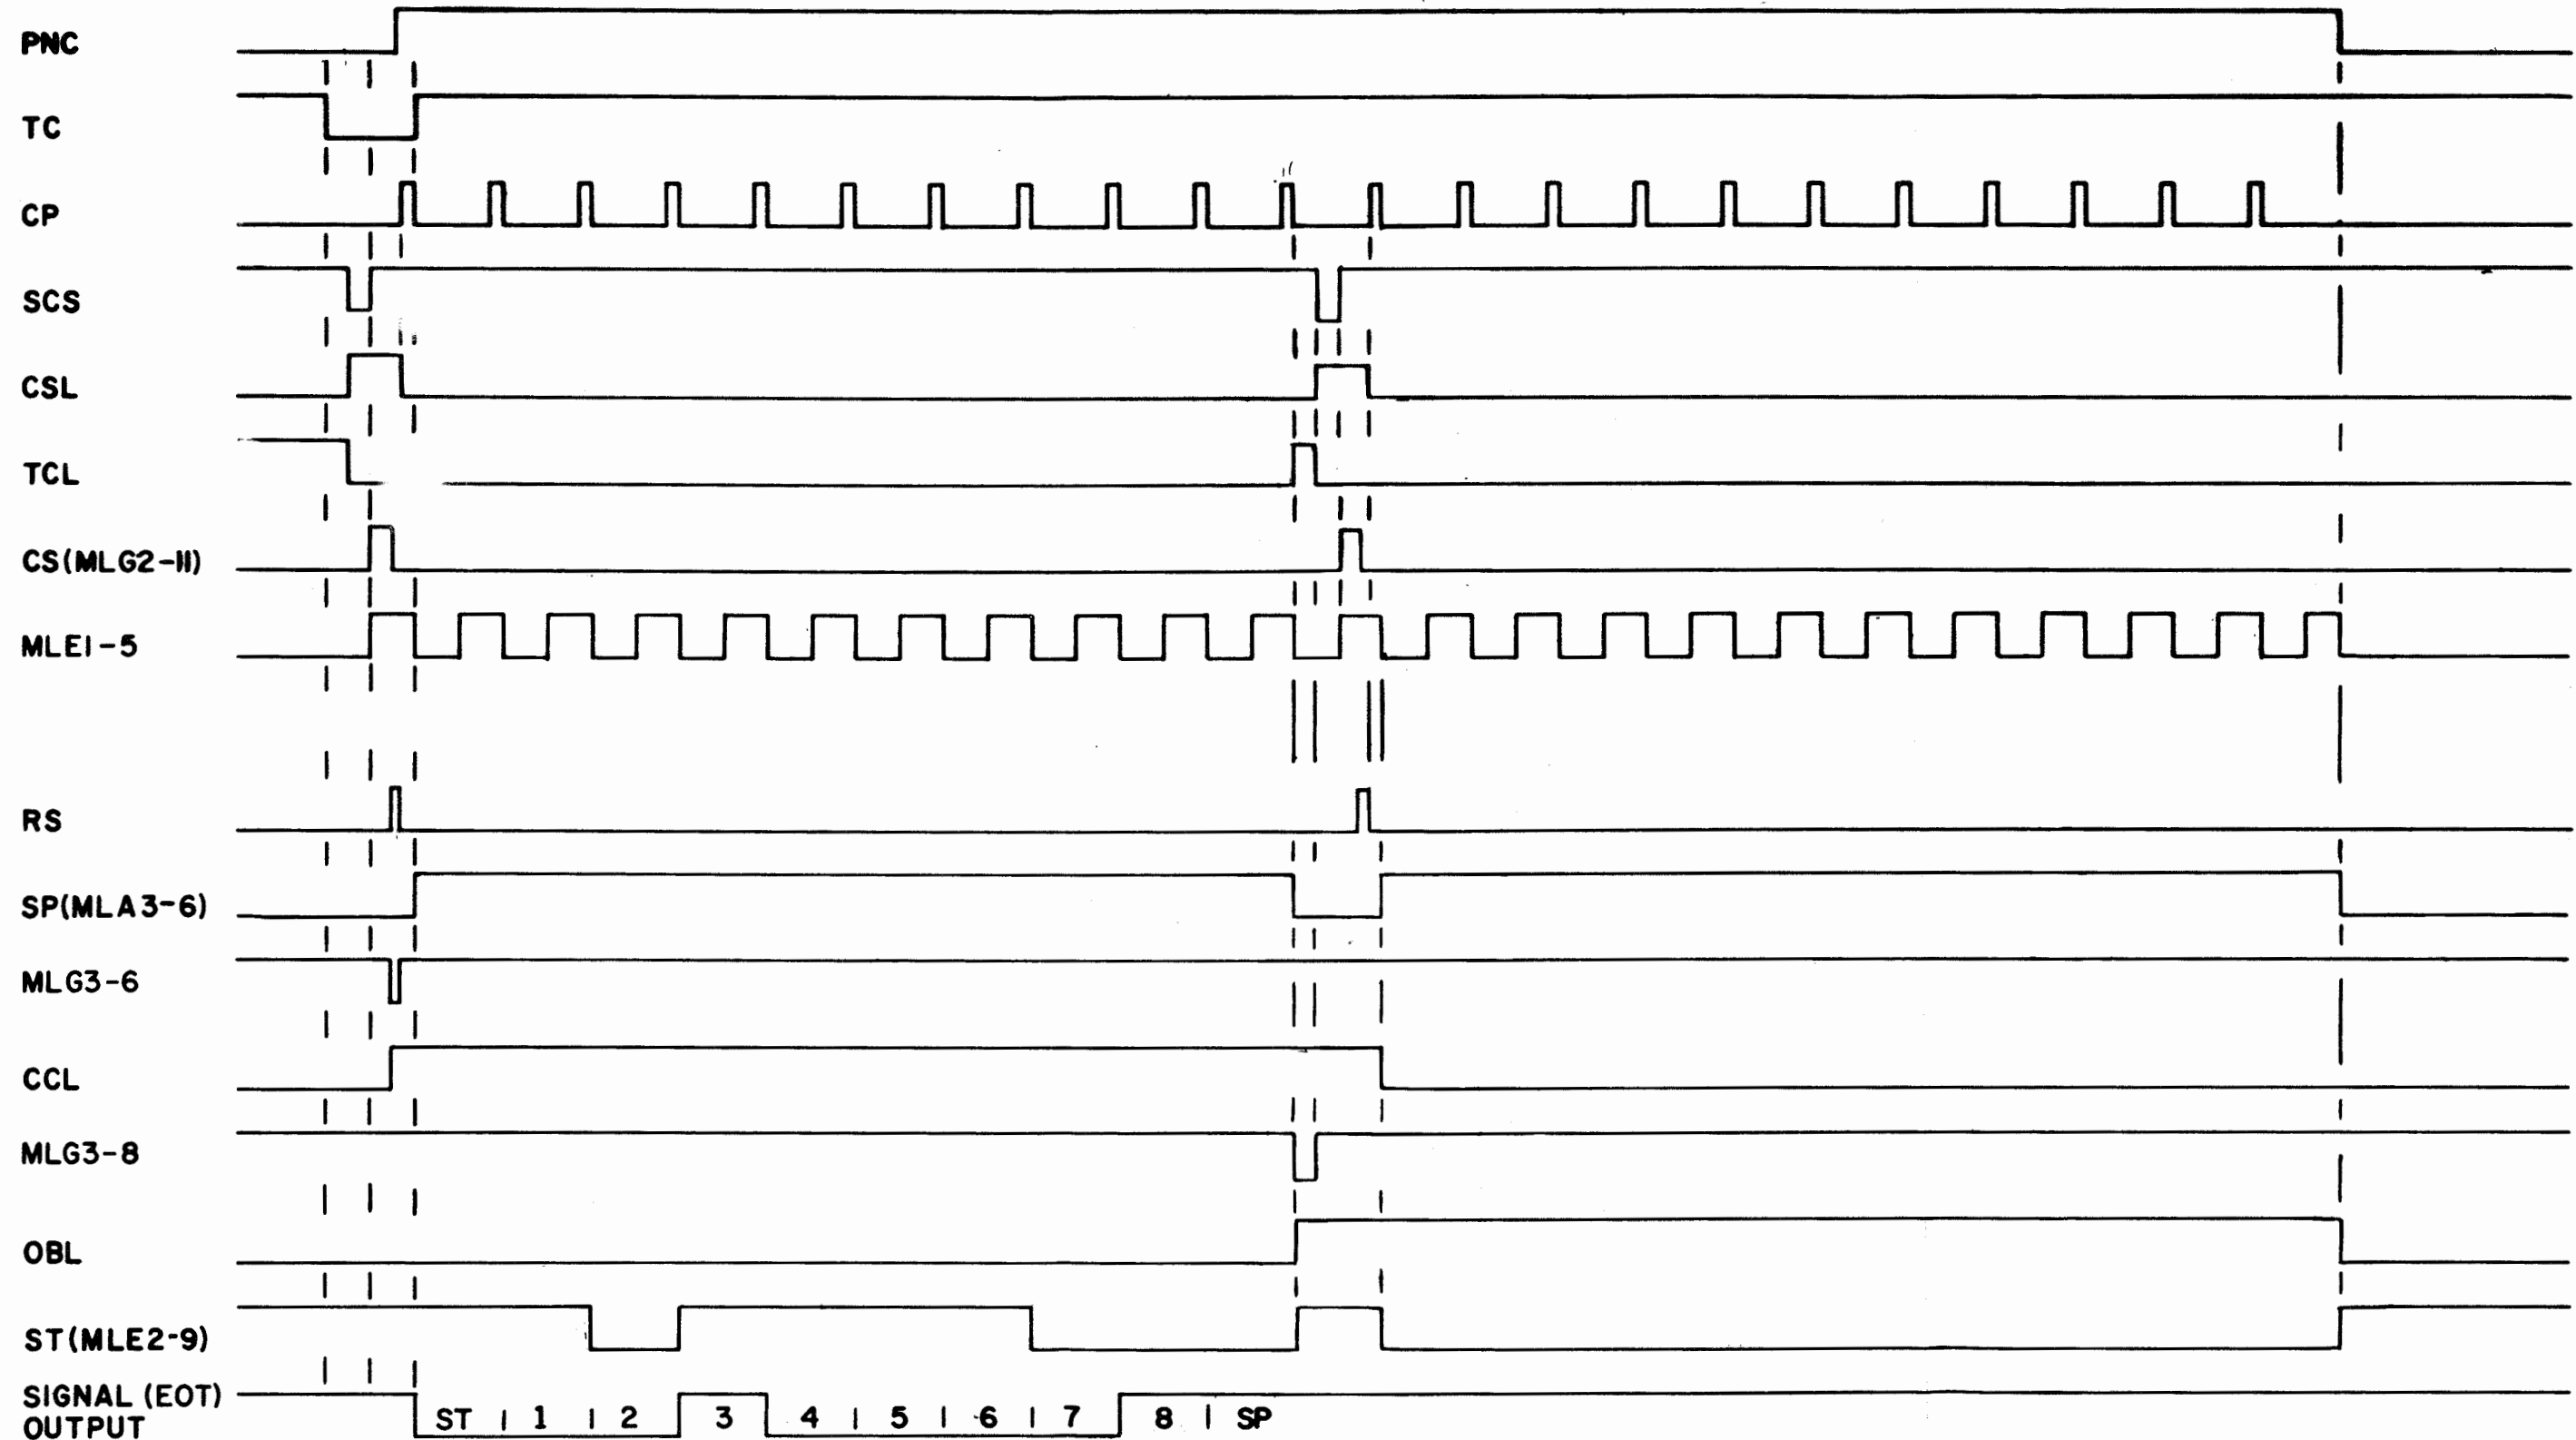 PNC
TC
CP
SCS
CSL
TCL
CS(MLG2-11)
MLE1-5
RS
SP(MLA3-6)
MLG3-6
CCL
MLG3-8
OBL
ST(MLE2-9)
SIGNAL (EOT)
OUTPUT
ST 1 2 3 4 5 6 7 8 SP